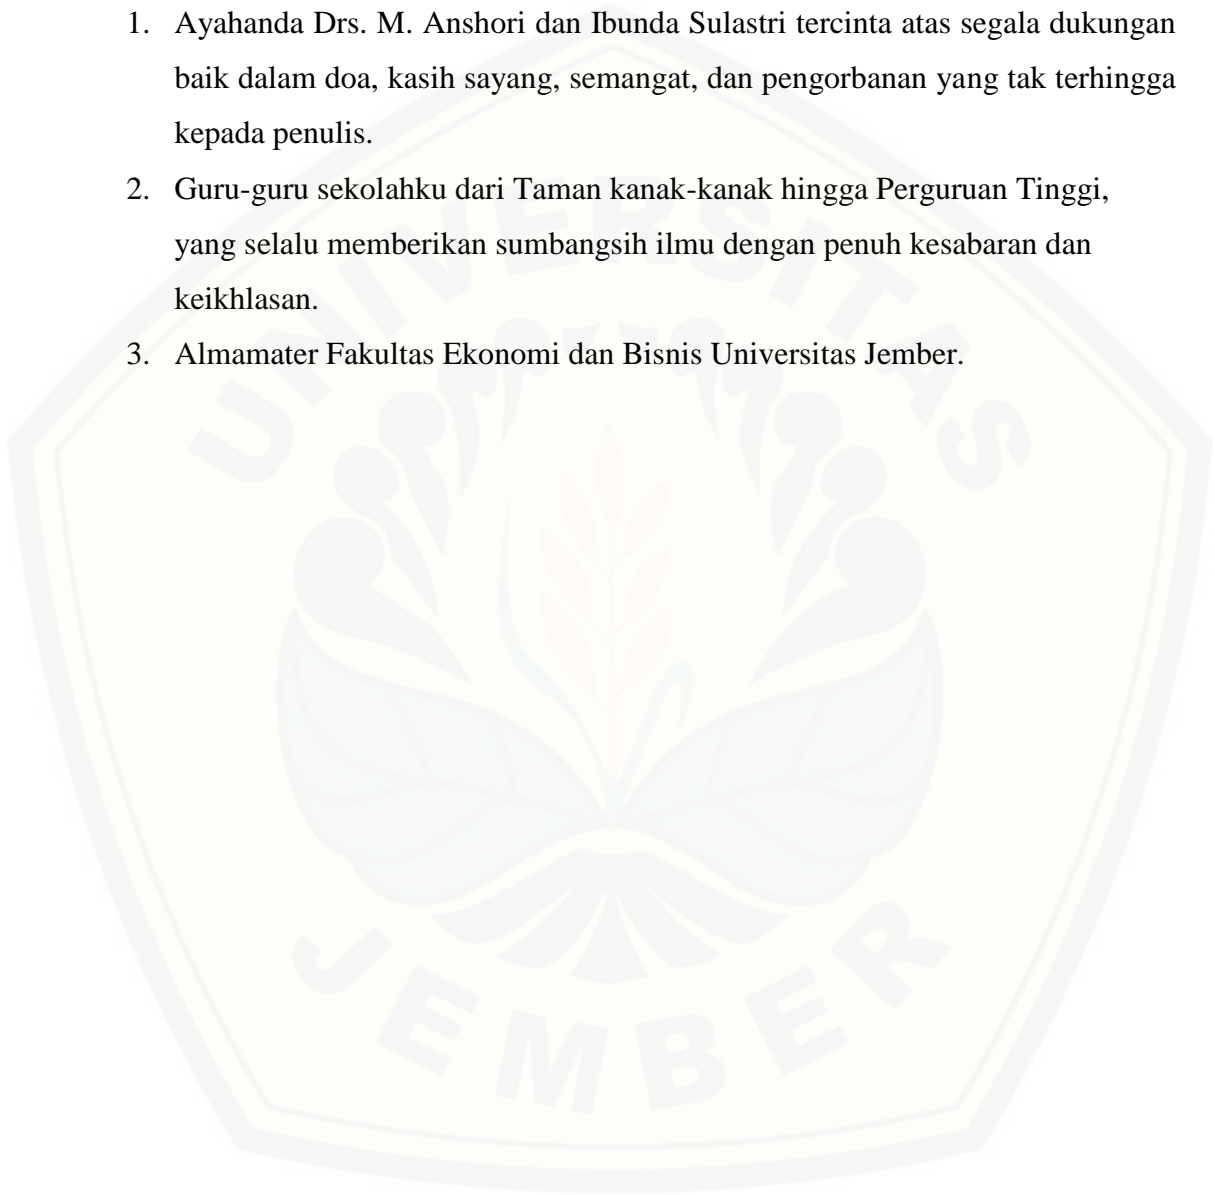 1. Ayahanda Drs. M. Anshori dan Ibunda Sulastri tercinta atas segala dukungan
baik dalam doa, kasih sayang, semangat, dan pengorbanan yang tak terhingga
kepada penulis.
2. Guru-guru sekolahku dari Taman kanak-kanak hingga Perguruan Tinggi,
yang selalu memberikan sumbangsih ilmu dengan penuh kesabaran dan
keikhlasan.
3. Almamater Fakultas Ekonomi dan Bisnis Universitas Jember.
UNIVERSITAS
JEMBER